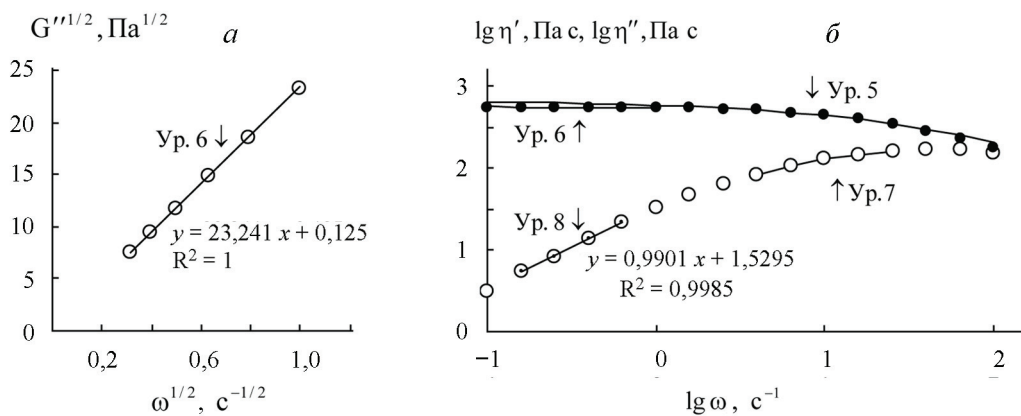 G''^{1/2}, Па^{1/2} а
25
20
15
10
5
0
Ур. 6 ↓
y = 23,241 x + 0,125
R² = 1
0,2 0,6 1,0
ω^{1/2}, с^{−1/2}
lg η′, Па с, lg η″, Па с б
3
2
1
0
↓ Ур. 5
Ур. 6 ↑
↑ Ур.7
Ур. 8 ↓
y = 0,9901 x + 1,5295
R² = 0,9985
−1 0 1 2
lg ω, с^{−1}